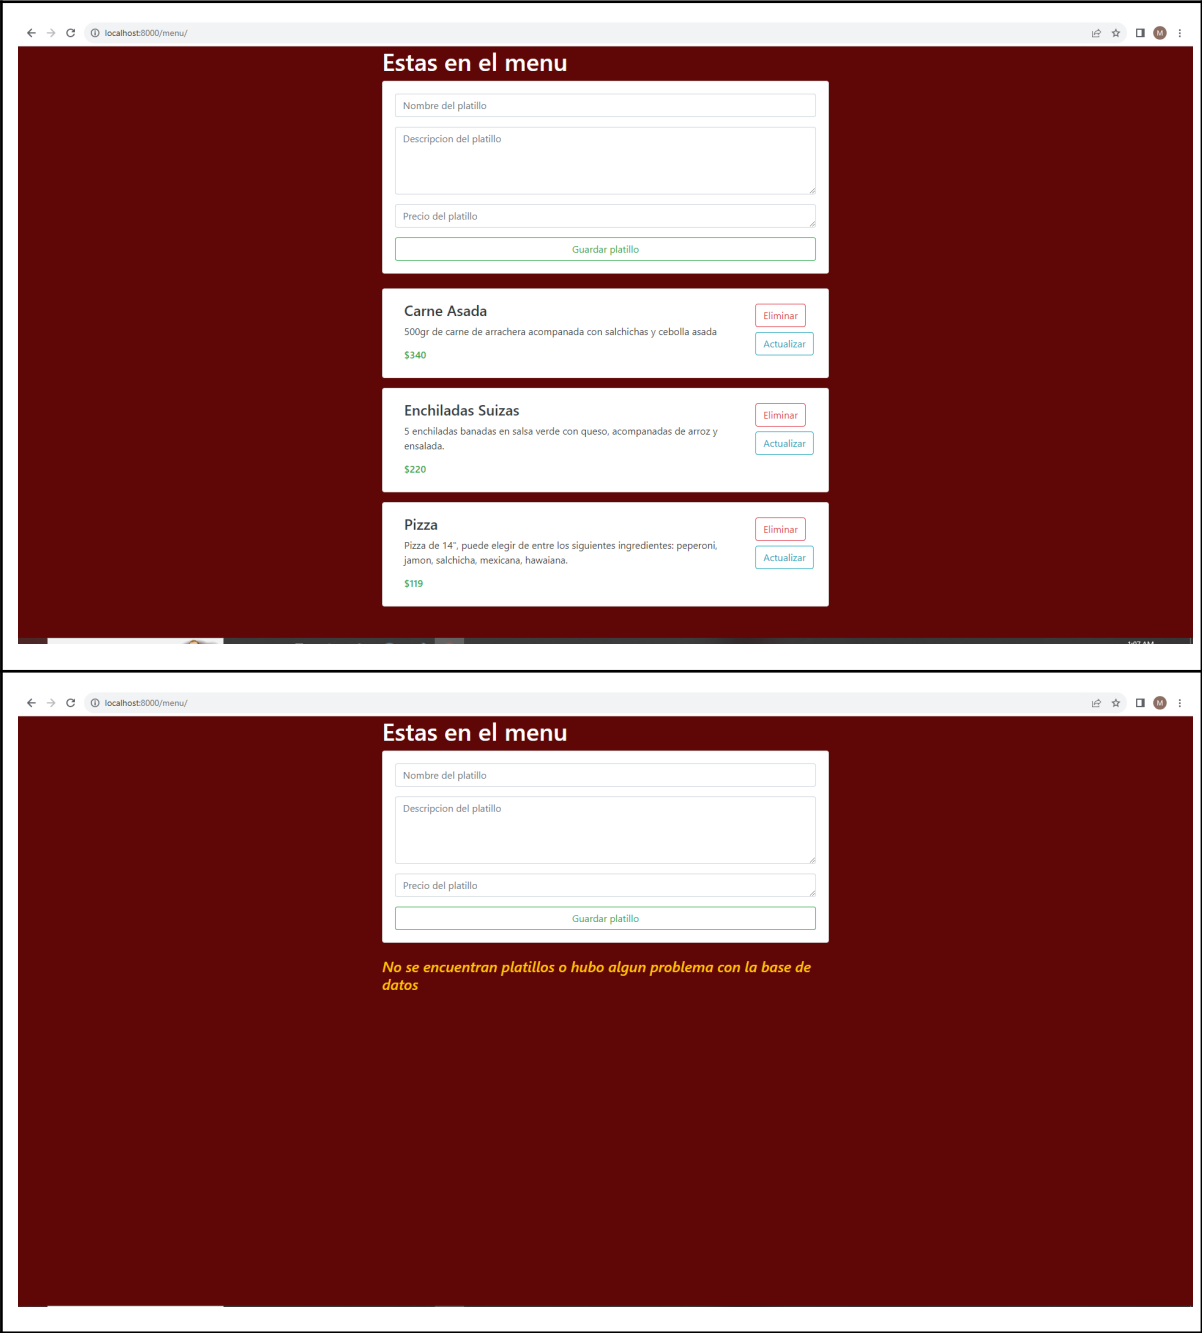 localhost:8000/menu/
M
Estas en el menu
Nombre del platillo
Descripcion del platillo
Precio del platillo
Guardar platillo
Carne Asada
Eliminar
500gr de carne de arrachera acompanada con salchichas y cebolla asada
Actualizar
$340
Enchiladas Suizas
Eliminar
5 enchiladas banadas en salsa verde con queso, acompanadas de arroz y
ensalada.
Actualizar
$220
Pizza
Eliminar
Pizza de 14", puede elegir de entre los siguientes ingredientes: peperoni,
jamon, salchicha, mexicana, hawaiana.
Actualizar
$119
localhost:8000/menu/
M
Estas en el menu
Nombre del platillo
Descripcion del platillo
Precio del platillo
Guardar platillo
No se encuentran platillos o hubo algun problema con la base de
datos